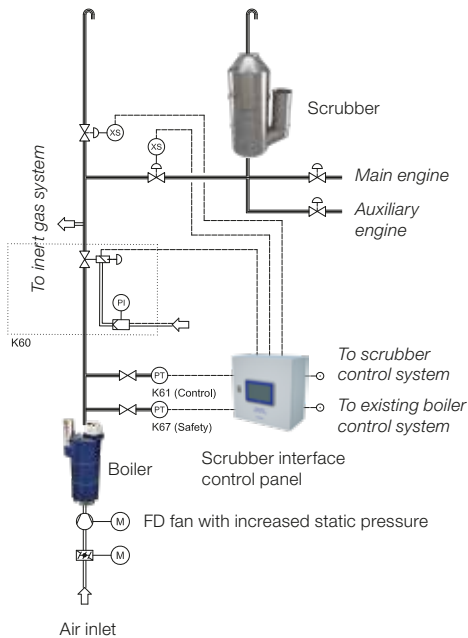 Scrubber
XS
XS
Main engine
Auxiliary
engine
To inert gas system
PI
K60
PT
K61 (Control)
PT
K67 (Safety)
To scrubber
control system
To existing boiler
control system
Scrubber interface
control panel
Boiler
M
FD fan with increased static pressure
M
Air inlet